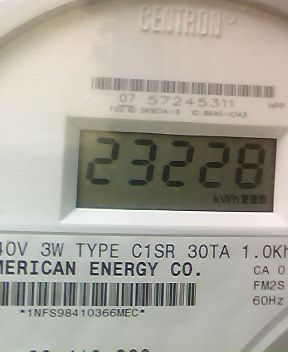 CENTRON
07 57245311
23228
kWh
40V 3W TYPE C1SR 30TA 1.0Kh
MERICAN ENERGY CO.
CA 0
FM2S
60Hz
*1NFS98410366MEC*